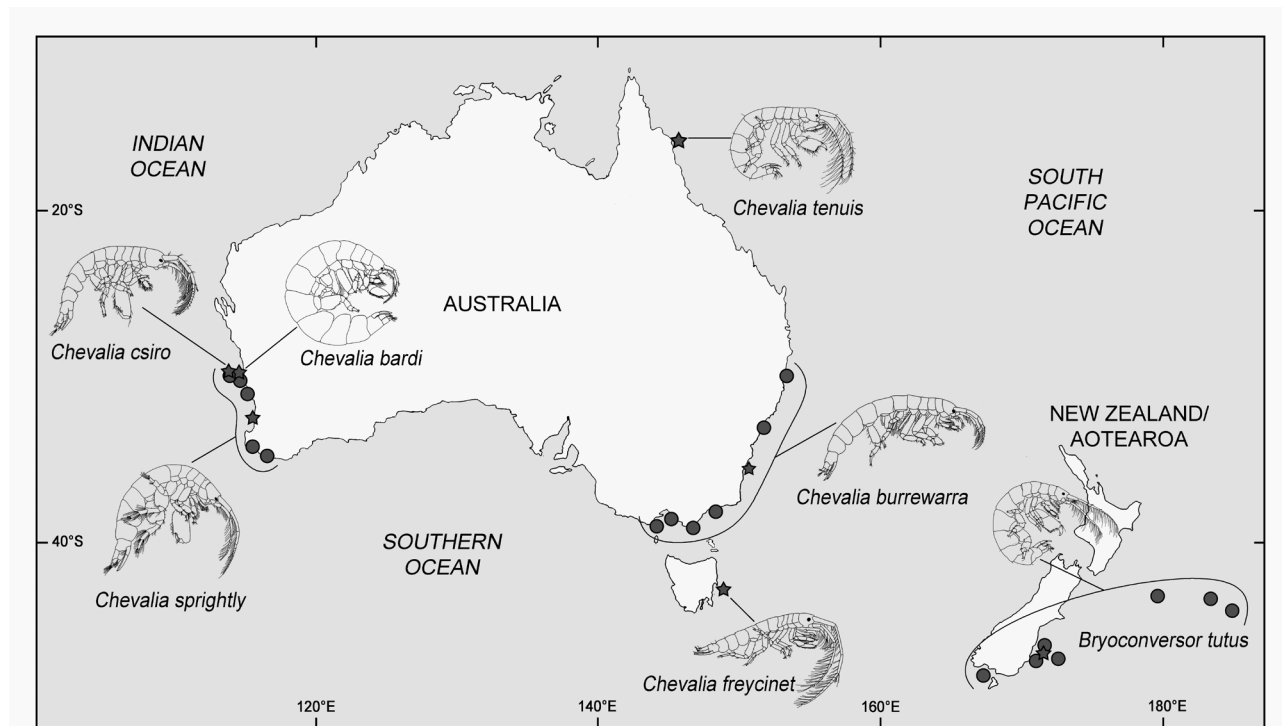 INDIAN
OCEAN
SOUTH
PACIFIC
OCEAN
20°S
Chevalia tenuis
AUSTRALIA
Chevalia csiro
Chevalia bardi
NEW ZEALAND/
AOTEAROA
Chevalia burrewarra
40°S
SOUTHERN
OCEAN
Chevalia sprightly
Bryoconversor tutus
Chevalia freycinet
120°E
140°E
160°E
180°E